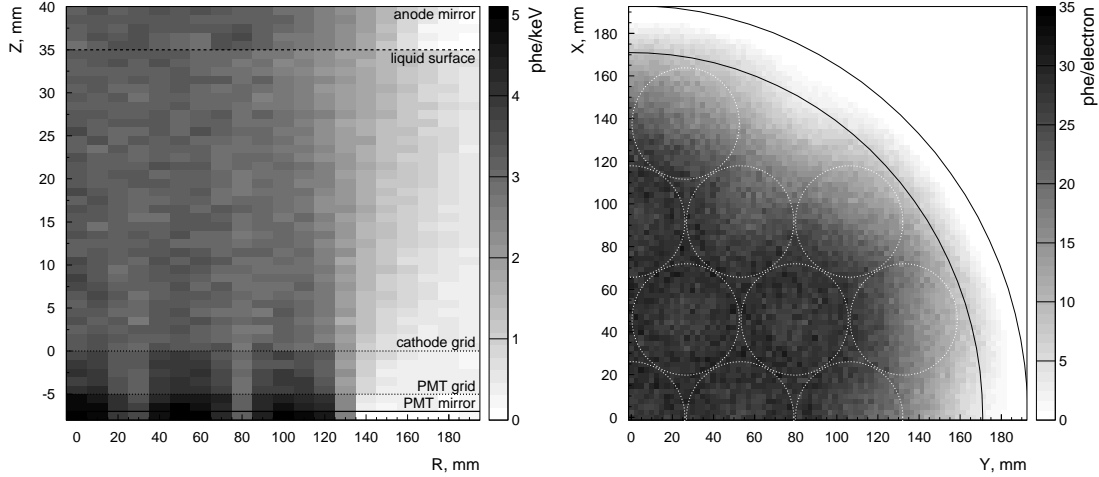 Z, mm
40
35
30
25
20
15
10
5
0
-5
anode mirror
liquid surface
cathode grid
PMT grid
PMT mirror
0 20 40 60 80 100 120 140 160 180
R, mm
5
4
3
2
1
0
phe/keV
X, mm
180
160
140
120
100
80
60
40
20
0
0 20 40 60 80 100 120 140 160 180
Y, mm
35
30
25
20
15
10
5
0
phe/electron